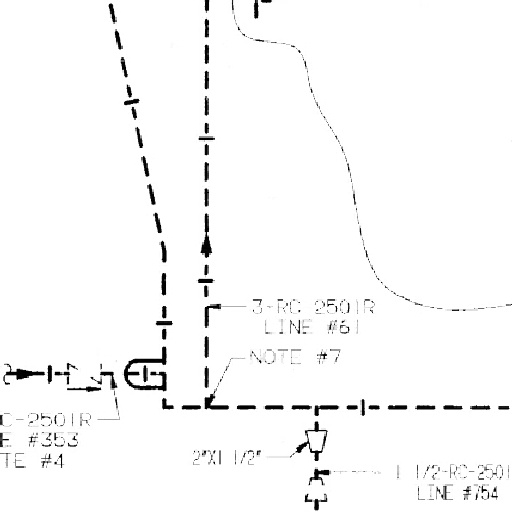 3-RC-2501R
LINE #61
NOTE #7
C-2501R
E #353
TE #4
2"X1 1/2"
1 1/2-RC-2501
LINE #754